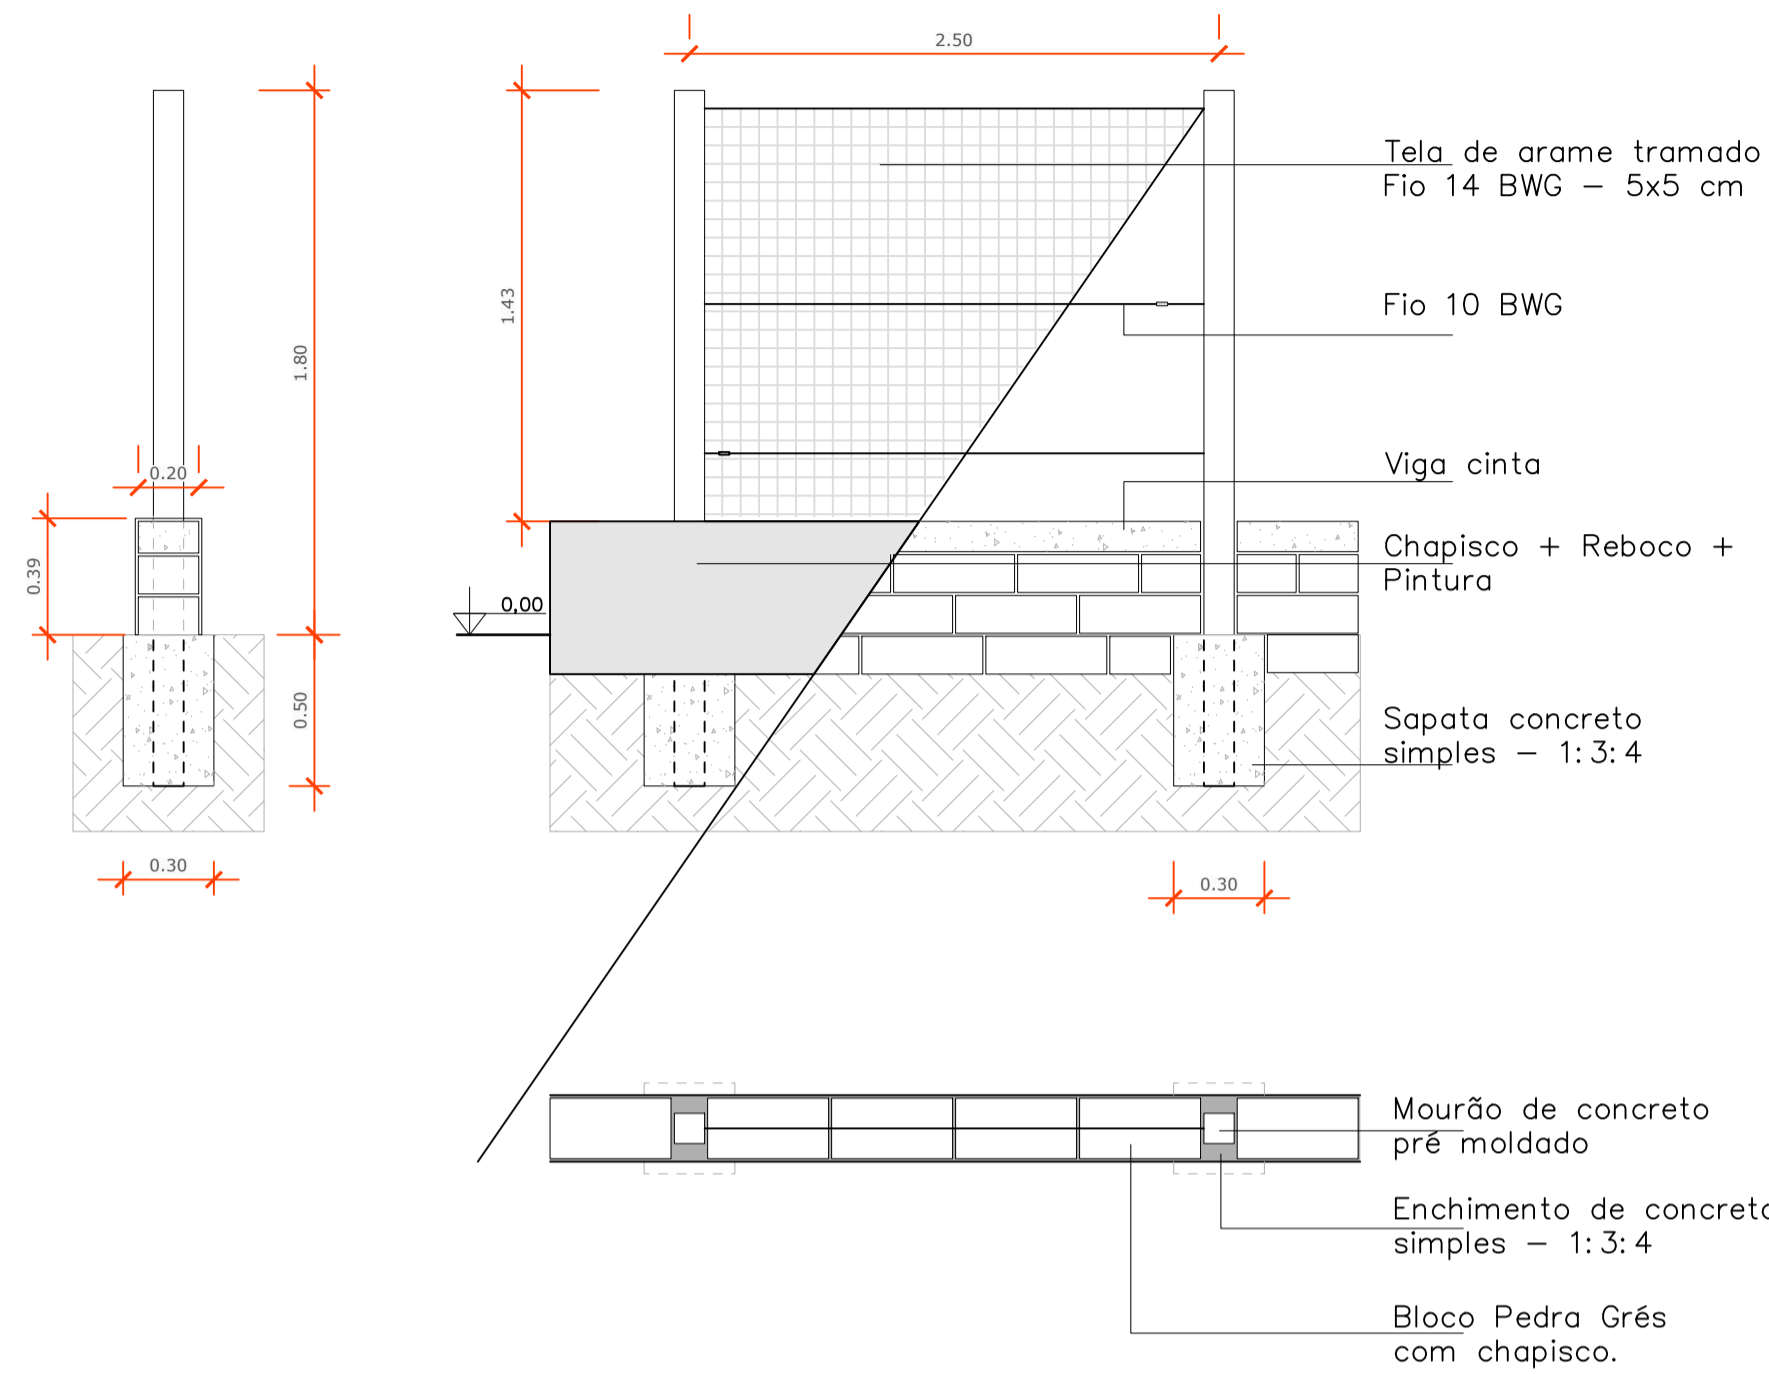 2.50
Tela de arame tramado
Fio 14 BWG – 5x5 cm
1.43
Fio 10 BWG
1.80
0.20
Viga cinta
0.39
Chapisco + Reboco +
Pintura
0,00
0.50
Sapata concreto
simples – 1:3:4
0.30
0.30
Mourão de concreto
pré moldado
Enchimento de concreto
simples – 1:3:4
Bloco Pedra Grés
com chapisco.